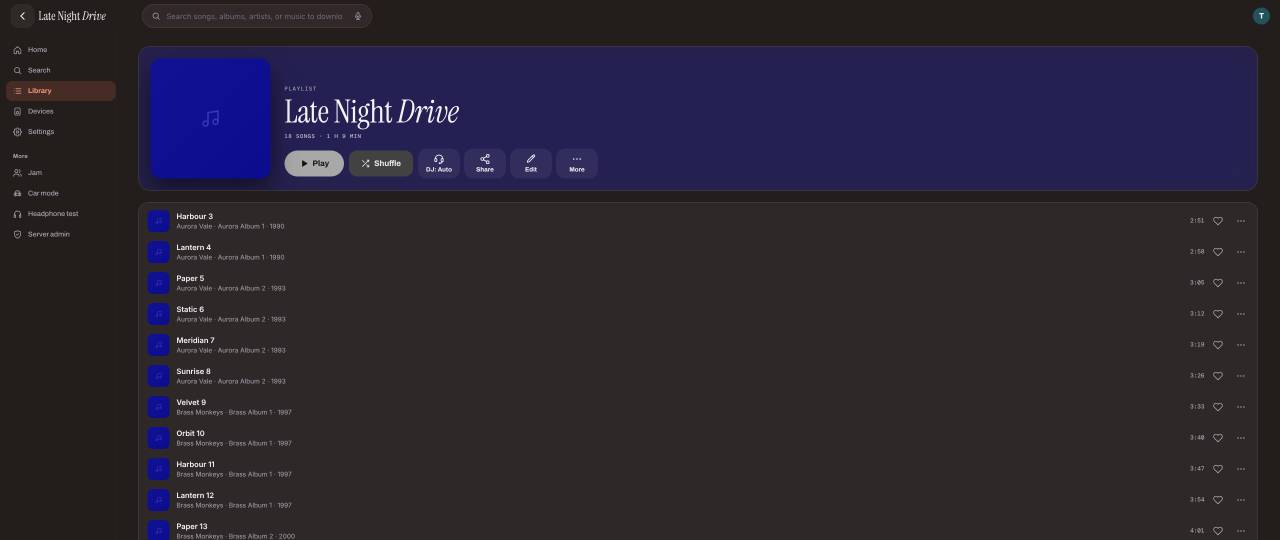 Late Night Drive
Search songs, albums, artists, or music to downlo
T
Home
Search
Library
Devices
Settings
More
Jam
Car mode
Headphone test
Server admin
PLAYLIST
Late Night Drive
18 SONGS · 1 H 9 MIN
Play
Shuffle
DJ: Auto
Share
Edit
More
Harbour 3
Aurora Vale · Aurora Album 1 · 1990
2:51
Lantern 4
Aurora Vale · Aurora Album 1 · 1990
2:58
Paper 5
Aurora Vale · Aurora Album 2 · 1993
3:05
Static 6
Aurora Vale · Aurora Album 2 · 1993
3:12
Meridian 7
Aurora Vale · Aurora Album 2 · 1993
3:19
Sunrise 8
Aurora Vale · Aurora Album 2 · 1993
3:26
Velvet 9
Brass Monkeys · Brass Album 1 · 1997
3:33
Orbit 10
Brass Monkeys · Brass Album 1 · 1997
3:40
Harbour 11
Brass Monkeys · Brass Album 1 · 1997
3:47
Lantern 12
Brass Monkeys · Brass Album 1 · 1997
3:54
Paper 13
Brass Monkeys · Brass Album 2 · 2000
4:01